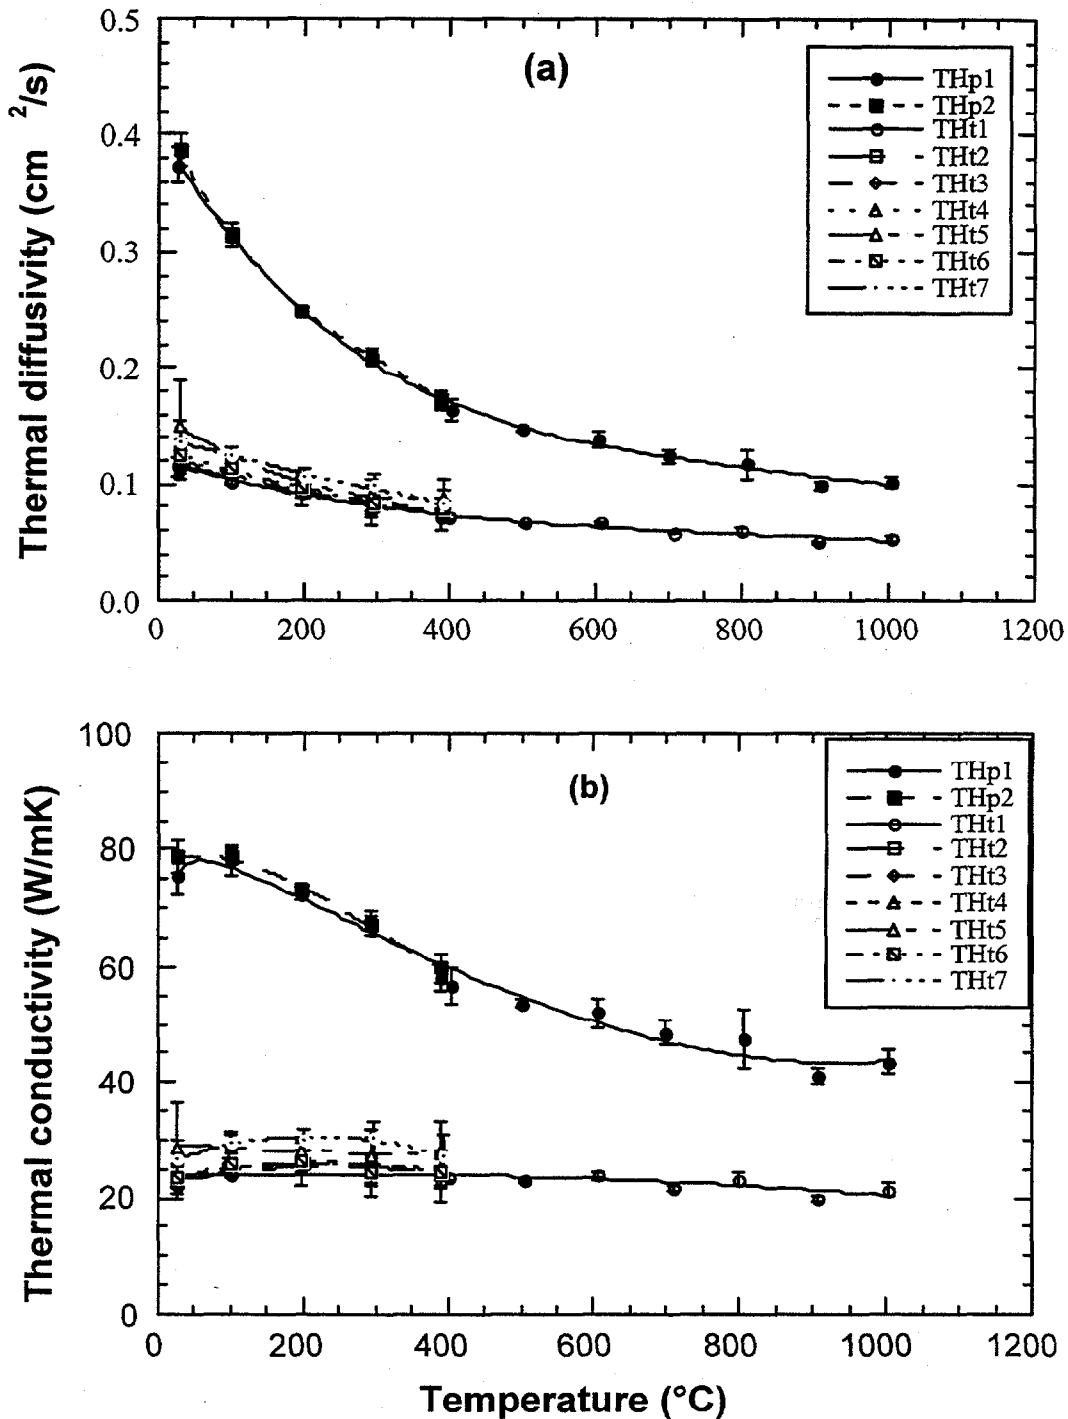 (a)
Thermal diffusivity (cm ²/s)
0.5
0.4
0.3
0.2
0.1
0.0
0 200 400 600 800 1000 1200
THp1
THp2
THt1
THt2
THt3
THt4
THt5
THt6
THt7
(b)
Thermal conductivity (W/mK)
100
80
60
40
20
0
0 200 400 600 800 1000 1200
THp1
THp2
THt1
THt2
THt3
THt4
THt5
THt6
THt7
Temperature (°C)